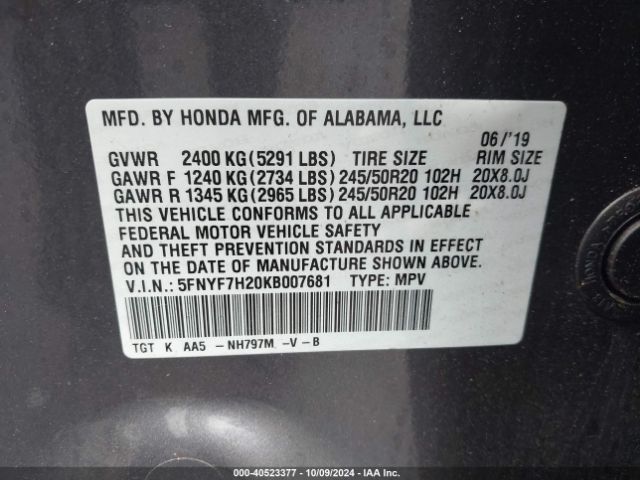 MFD. BY HONDA MFG. OF ALABAMA, LLC
06/'19
GVWR 2400 KG(5291 LBS) TIRE SIZE RIM SIZE
GAWR F 1240 KG(2734 LBS)245/50R20 102H 20X8.0J
GAWR R 1345 KG(2965 LBS)245/50R20 102H 20X8.0J
THIS VEHICLE CONFORMS TO ALL APPLICABLE
FEDERAL MOTOR VEHICLE SAFETY
AND THEFT PREVENTION STANDARDS IN EFFECT
ON THE DATE OF MANUFACTURE SHOWN ABOVE.
V.I.N.: 5FNYF7H20KB007681 TYPE: MPV
TGT K AA5 -NH797M -V-B
000-40523377 - 10/09/2024 - IAA Inc.